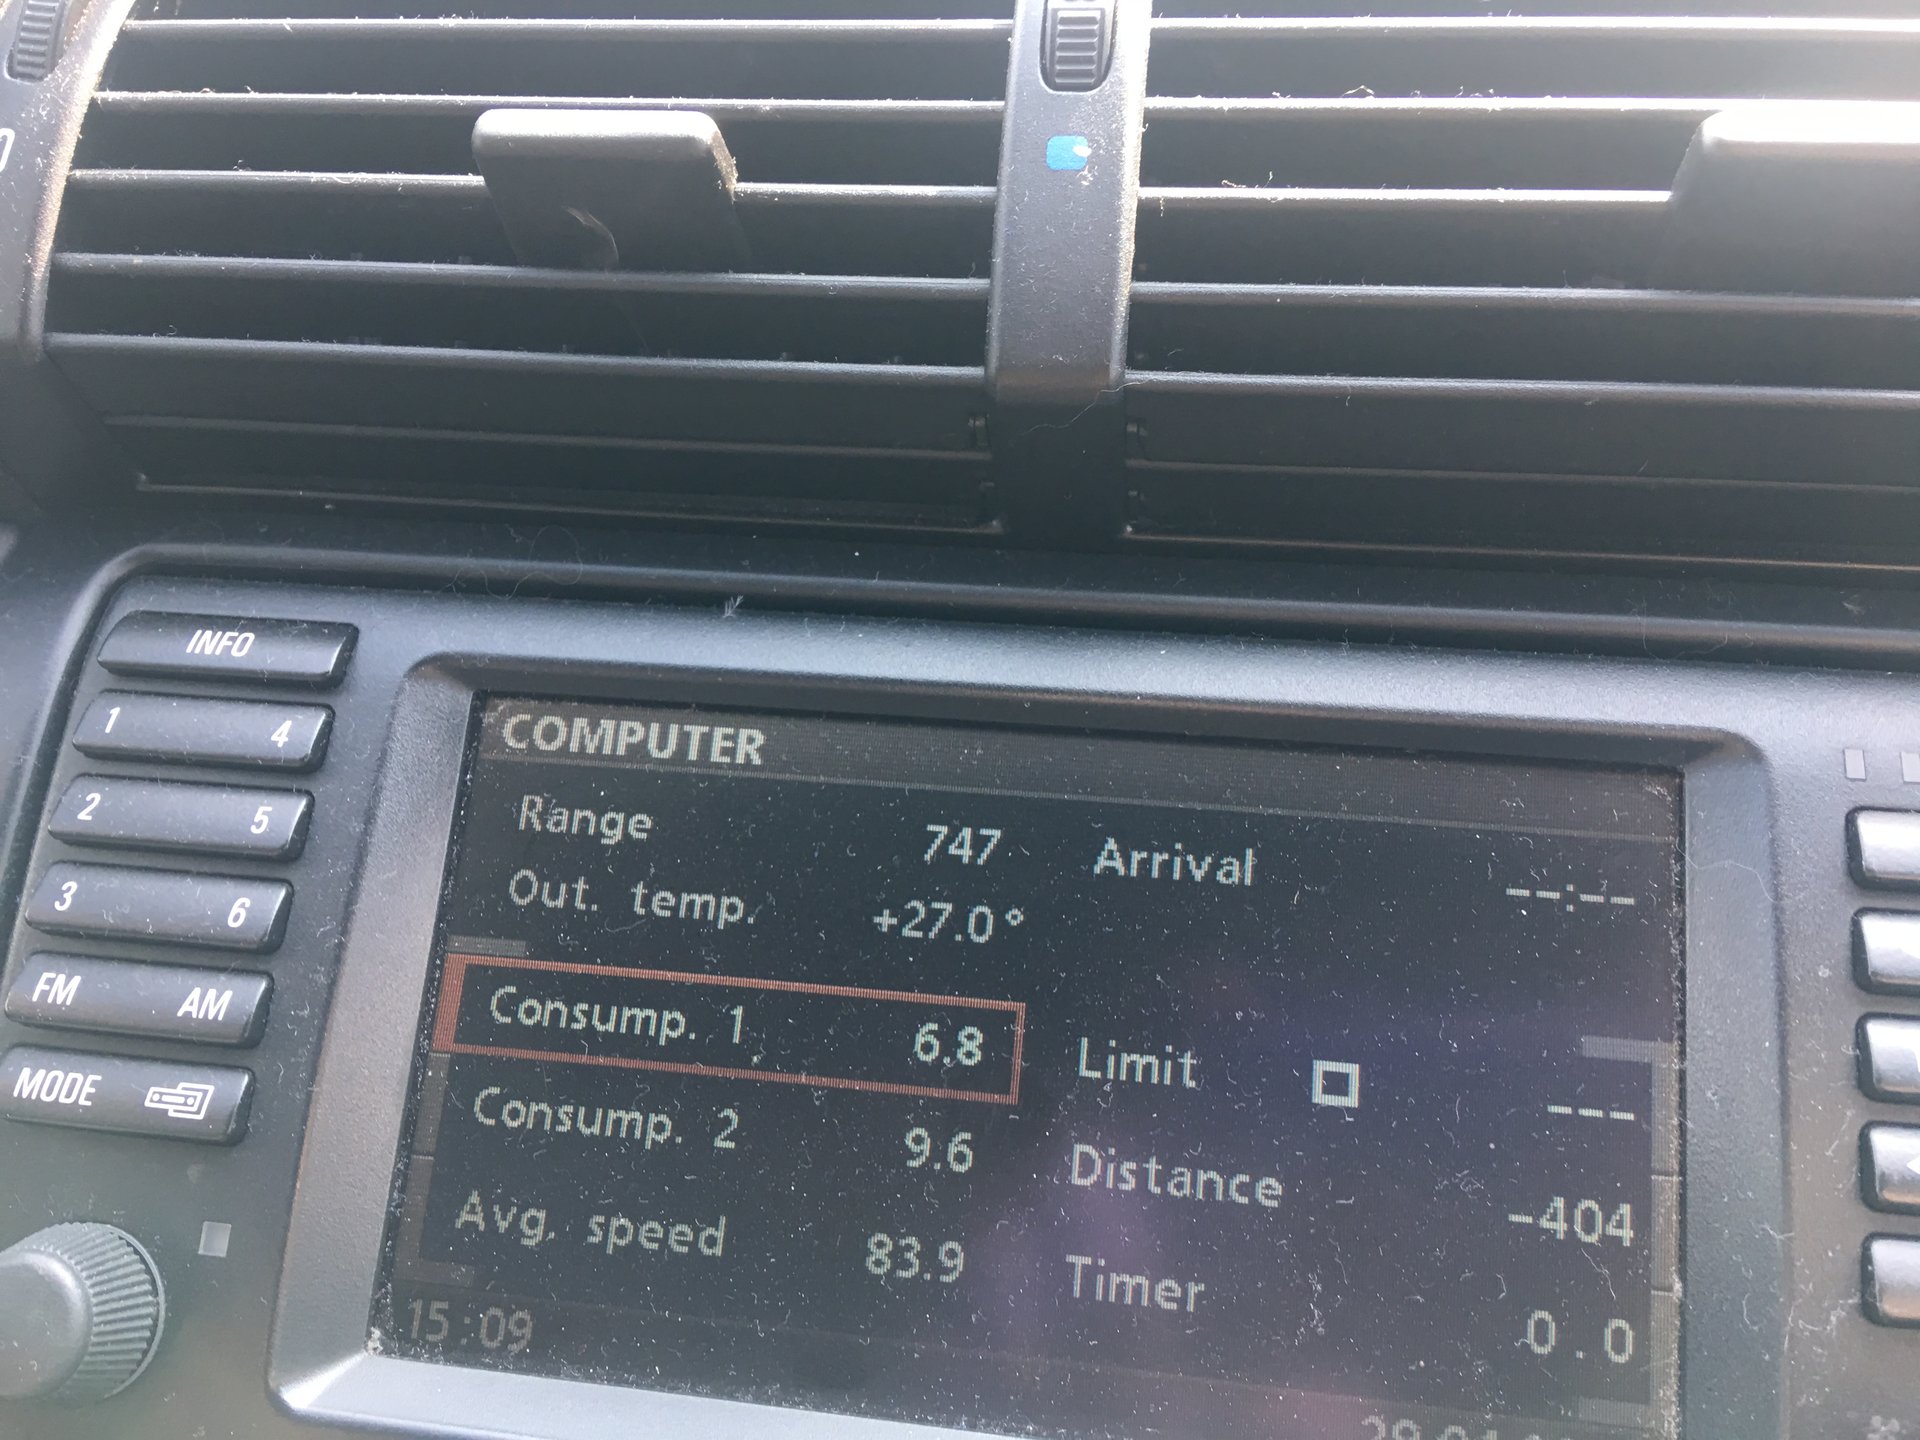 INFO
1 4
2 5
3 6
FM AM
MODE
COMPUTER
Range 747
Out. temp. +27.0°
Consump. 1 6.8
Consump. 2 9.6
Avg. speed 83.9
15:09
Arrival --:--
Limit ---
Distance -404
Timer 0.0